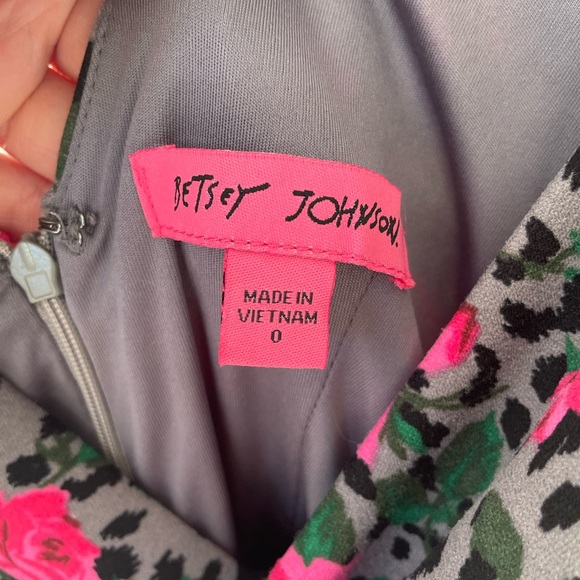 BETSEY JOHNSON.
MADE IN
VIETNAM
0